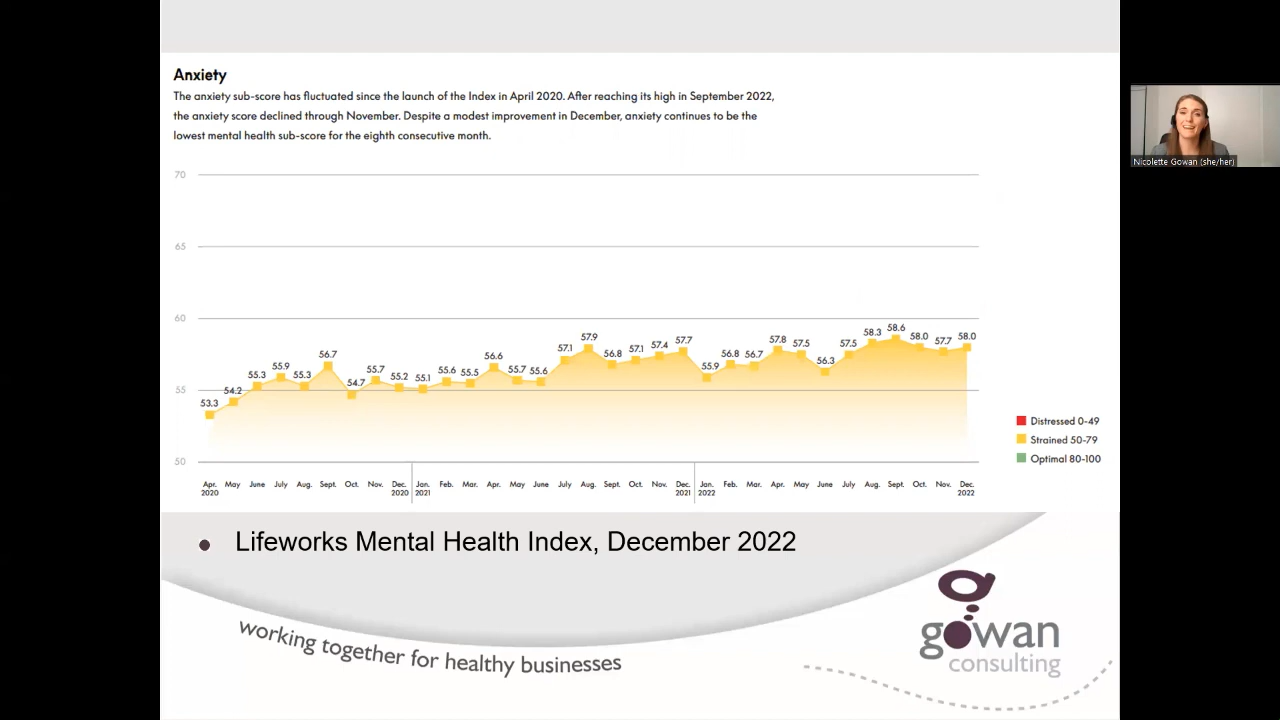 Anxiety
The anxiety sub-score has fluctuated since the launch of the Index in April 2020. After reaching its high in September 2022,
the anxiety score declined through November. Despite a modest improvement in December, anxiety continues to be the
lowest mental health sub-score for the eighth consecutive month.
Nicolette Gowan (she/her)
70
65
60
55
50
53.3 54.2 55.3 55.9 55.3 56.7 54.7 55.7 55.2 55.1 55.6 55.5 56.6 55.7 55.6 57.1 57.9 56.8 57.1 57.4 57.7 55.9 56.8 56.7 57.8 57.5 56.3 57.5 58.3 58.6 58.0 57.7 58.0
Distressed 0-49
Strained 50-79
Optimal 80-100
Apr. May June July Aug. Sept. Oct. Nov. Dec. Jan. Feb. Mar. Apr. May June July Aug. Sept. Oct. Nov. Dec. Jan. Feb. Mar. Apr. May June July Aug. Sept. Oct. Nov. Dec.
2020 2020 2021 2021 2022 2022
• Lifeworks Mental Health Index, December 2022
working together for healthy businesses
gowan
consulting